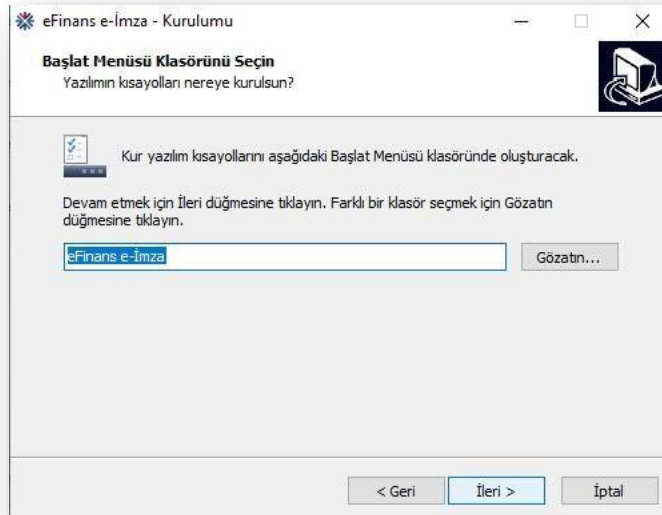 eFinans e-İmza - Kurulumu
Başlat Menüsü Klasörünü Seçin
Yazılımın kısayolları nereye kurulsun?
Kur yazılım kısayollarını aşağıdaki Başlat Menüsü klasöründe oluşturacak.
Devam etmek için İleri düğmesine tıklayın. Farklı bir klasör seçmek için Gözatın
düğmesine tıklayın.
eFinans e-İmza
Gözatın...
< Geri
İleri >
İptal